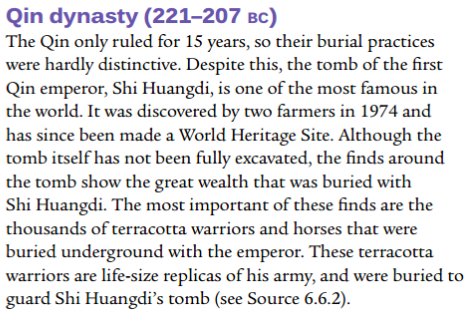 Qin dynasty (221–207 BC)
The Qin only ruled for 15 years, so their burial practices
were hardly distinctive. Despite this, the tomb of the first
Qin emperor, Shi Huangdi, is one of the most famous in
the world. It was discovered by two farmers in 1974 and
has since been made a World Heritage Site. Although the
tomb itself has not been fully excavated, the finds around
the tomb show the great wealth that was buried with
Shi Huangdi. The most important of these finds are the
thousands of terracotta warriors and horses that were
buried underground with the emperor. These terracotta
warriors are life-size replicas of his army, and were buried to
guard Shi Huangdi’s tomb (see Source 6.6.2).